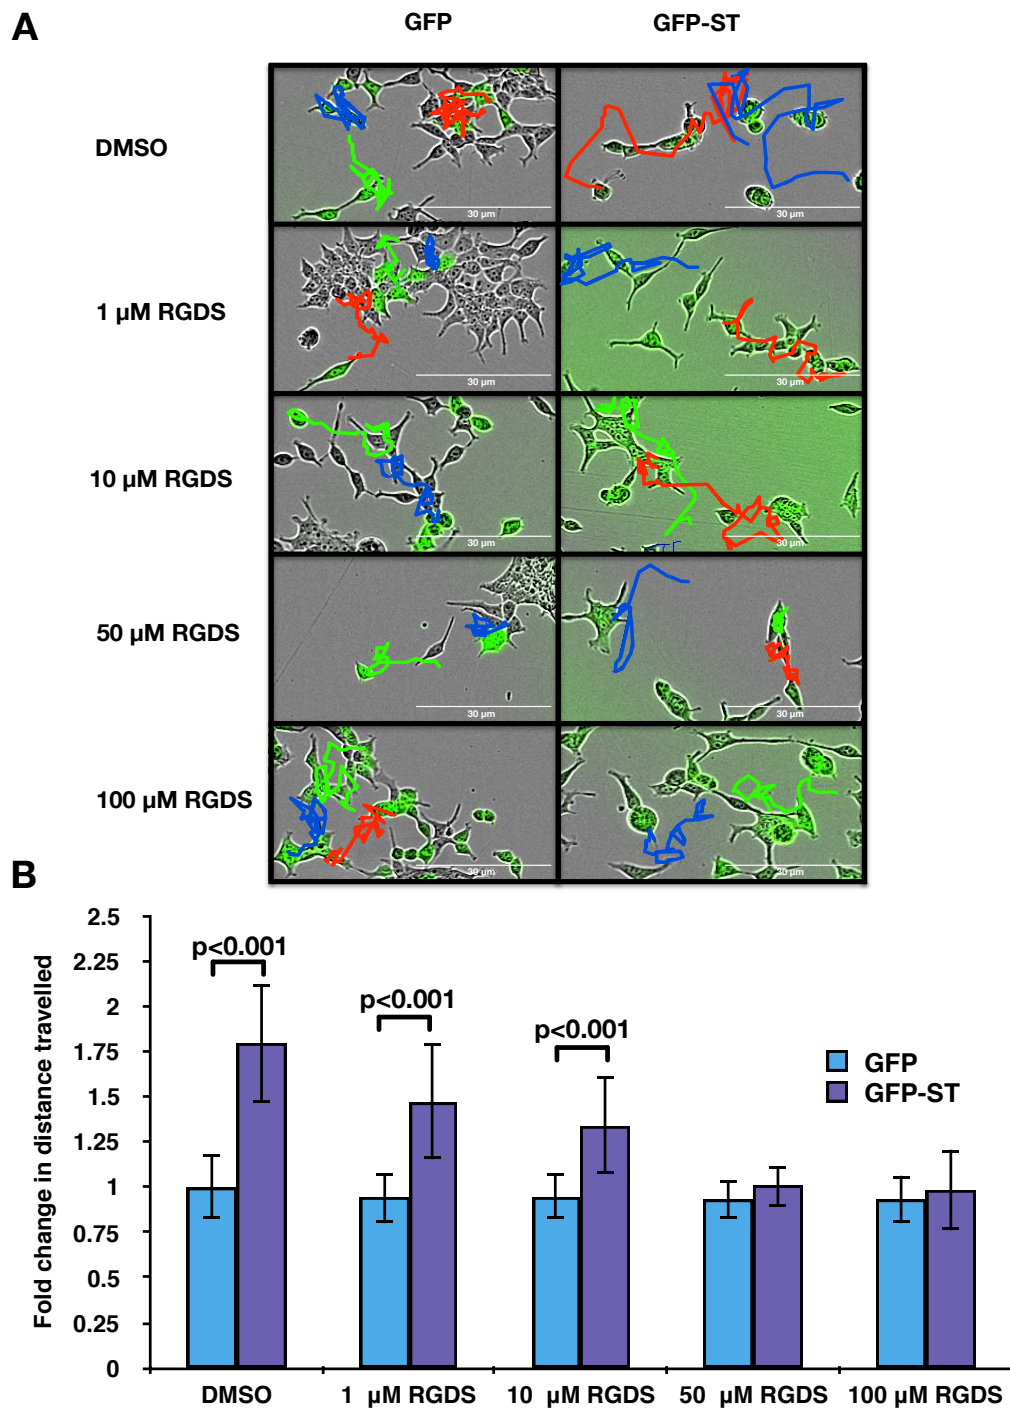 A
GFP
GFP-ST
DMSO
30 µm
30 µm
1 µM RGDS
30 µm
30 µm
10 µM RGDS
30 µm
30 µm
50 µM RGDS
30 µm
30 µm
100 µM RGDS
30 µm
30 µm
B
Fold change in distance travelled
2.5
2.25
2
1.75
1.5
1.25
1
0.75
0.5
0.25
0
p<0.001
p<0.001
p<0.001
GFP
GFP-ST
DMSO
1 µM RGDS
10 µM RGDS
50 µM RGDS
100 µM RGDS